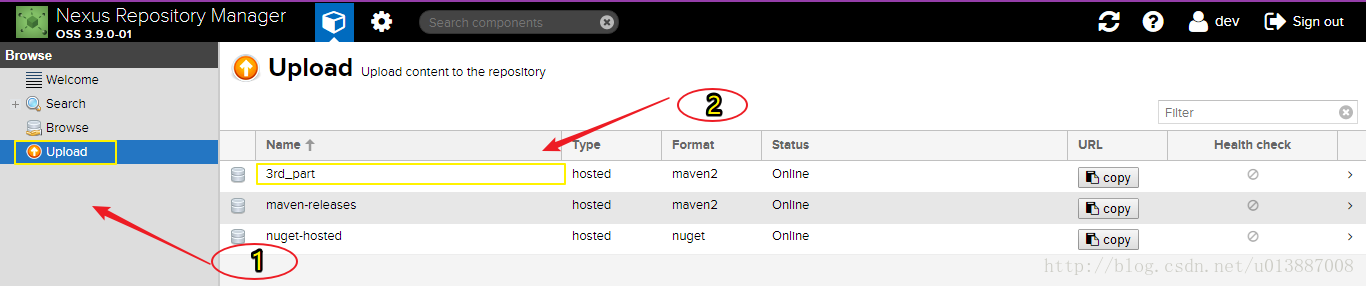 Nexus Repository Manager
OSS 3.9.0-01
Search components
dev
Sign out
Browse
Welcome
Search
Browse
Upload
Upload Upload content to the repository
1
2
Filter
Name Type Format Status URL Health check
3rd_part hosted maven2 Online copy
maven-releases hosted maven2 Online copy
nuget-hosted hosted nuget Online copy
http://blog.csdn.net/u013887008